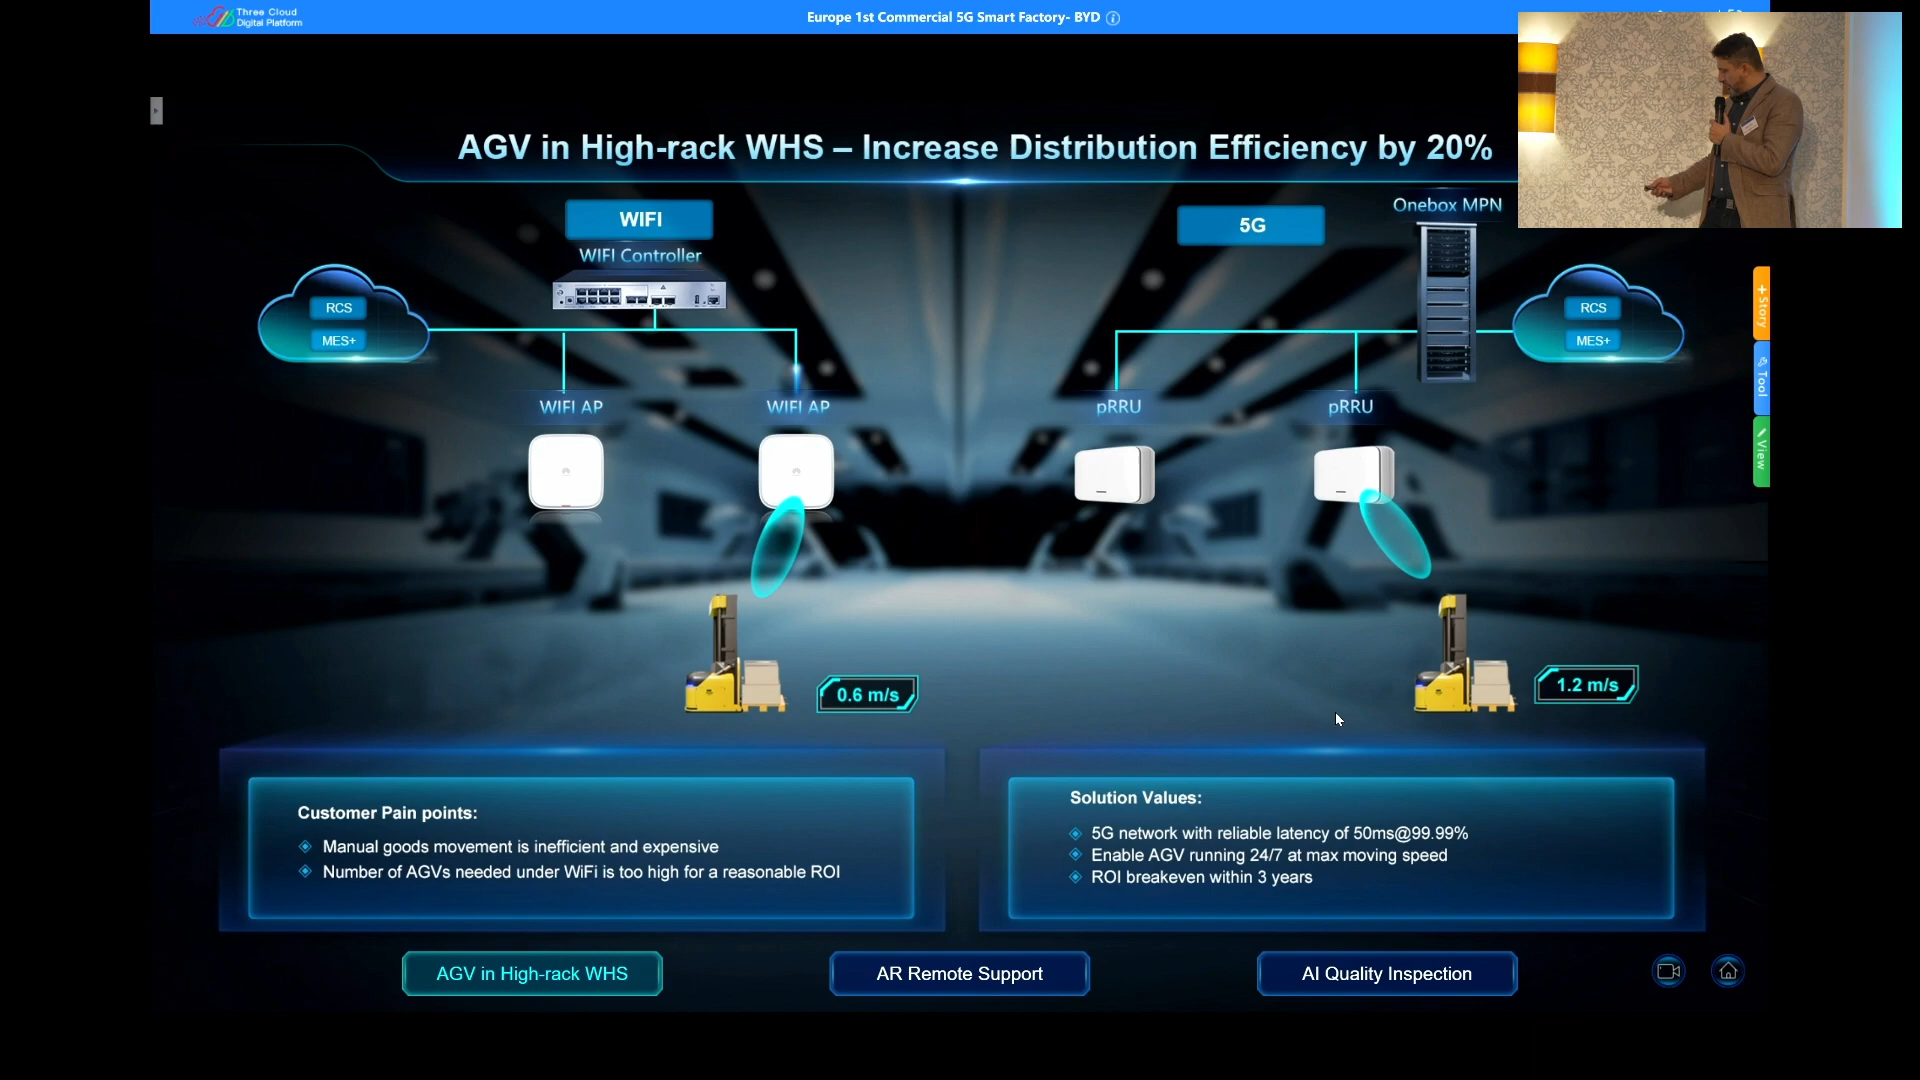 Three Cloud
Digital Platform
Europe 1st Commercial 5G Smart Factory- BYD
AGV in High-rack WHS – Increase Distribution Efficiency by 20%
WIFI
WIFI Controller
RCS
MES+
WIFI AP
WIFI AP
0.6 m/s
5G
Onebox MPN
RCS
MES+
pRRU
pRRU
1.2 m/s
Story
Tool
View
Customer Pain points:
Manual goods movement is inefficient and expensive
Number of AGVs needed under WiFi is too high for a reasonable ROI
Solution Values:
5G network with reliable latency of 50ms@99.99%
Enable AGV running 24/7 at max moving speed
ROI breakeven within 3 years
AGV in High-rack WHS
AR Remote Support
AI Quality Inspection